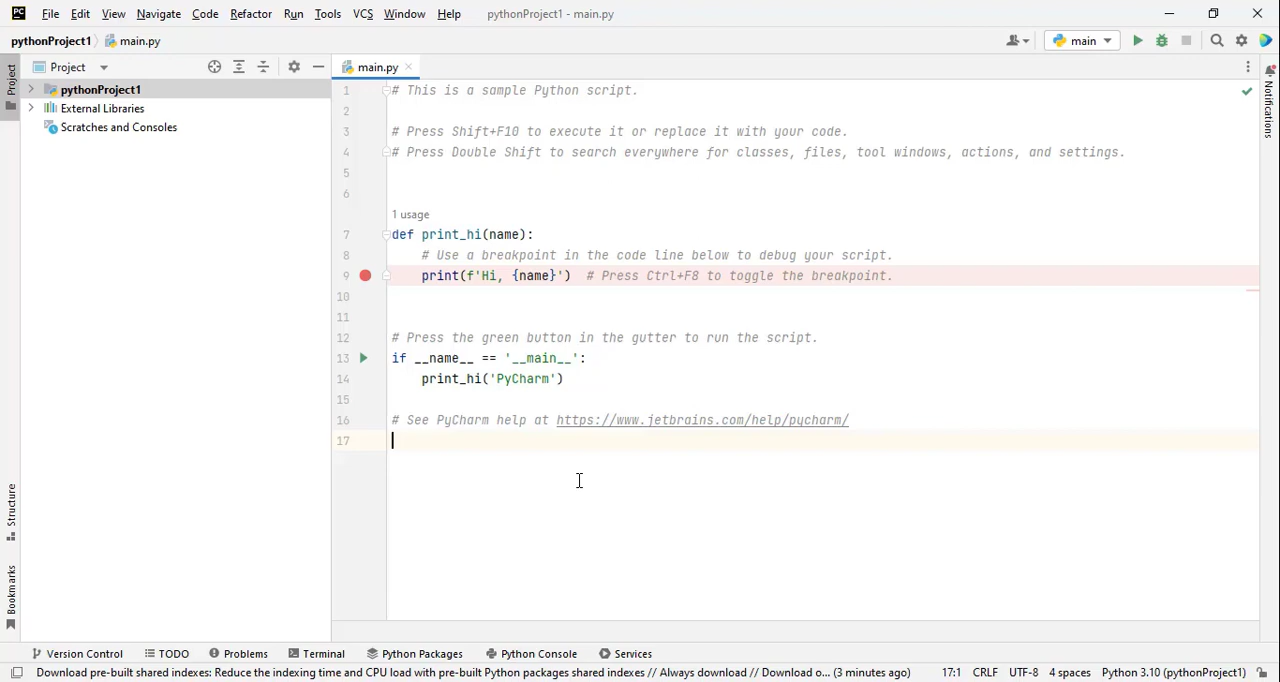 PC File Edit View Navigate Code Refactor Run Tools VCS Window Help pythonProject1 - main.py
pythonProject1 main.py main
Project main.py
1 # This is a sample Python script.
2
3 # Press Shift+F10 to execute it or replace it with your code.
4 # Press Double Shift to search everywhere for classes, files, tool windows, actions, and settings.
5
6
1 usage
7 def print_hi(name):
8 # Use a breakpoint in the code line below to debug your script.
9 print(f'Hi, {name}') # Press Ctrl+F8 to toggle the breakpoint.
10
11
12 # Press the green button in the gutter to run the script.
13 if __name__ == '__main__':
14 print_hi('PyCharm')
15
16 # See PyCharm help at https://www.jetbrains.com/help/pycharm/
17
pythonProject1
External Libraries
Scratches and Consoles
Project
Structure
Bookmarks
Notifications
Version Control TODO Problems Terminal Python Packages Python Console Services
Download pre-built shared indexes: Reduce the indexing time and CPU load with pre-built Python packages shared indexes // Always download // Download o... (3 minutes ago) 17:1 CRLF UTF-8 4 spaces Python 3.10 (pythonProject1)